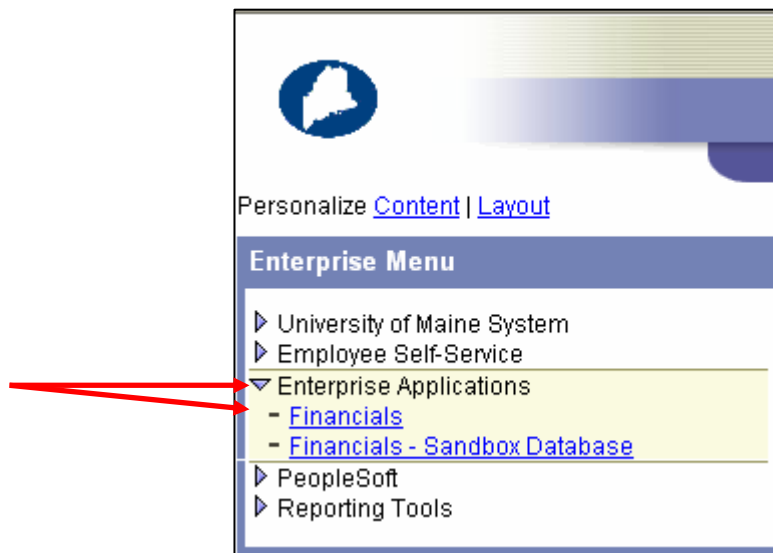 Personalize Content | Layout
Enterprise Menu
University of Maine System
Employee Self-Service
Enterprise Applications
- Financials
- Financials - Sandbox Database
PeopleSoft
Reporting Tools